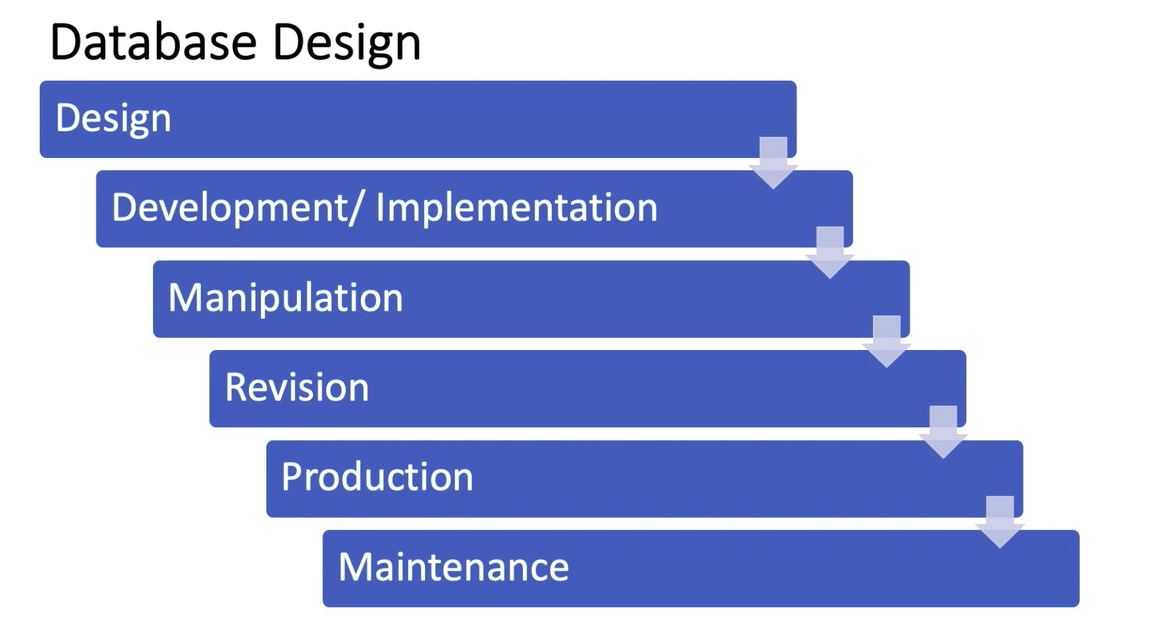 Database Design
Design
Development/ Implementation
Manipulation
Revision
Production
Maintenance